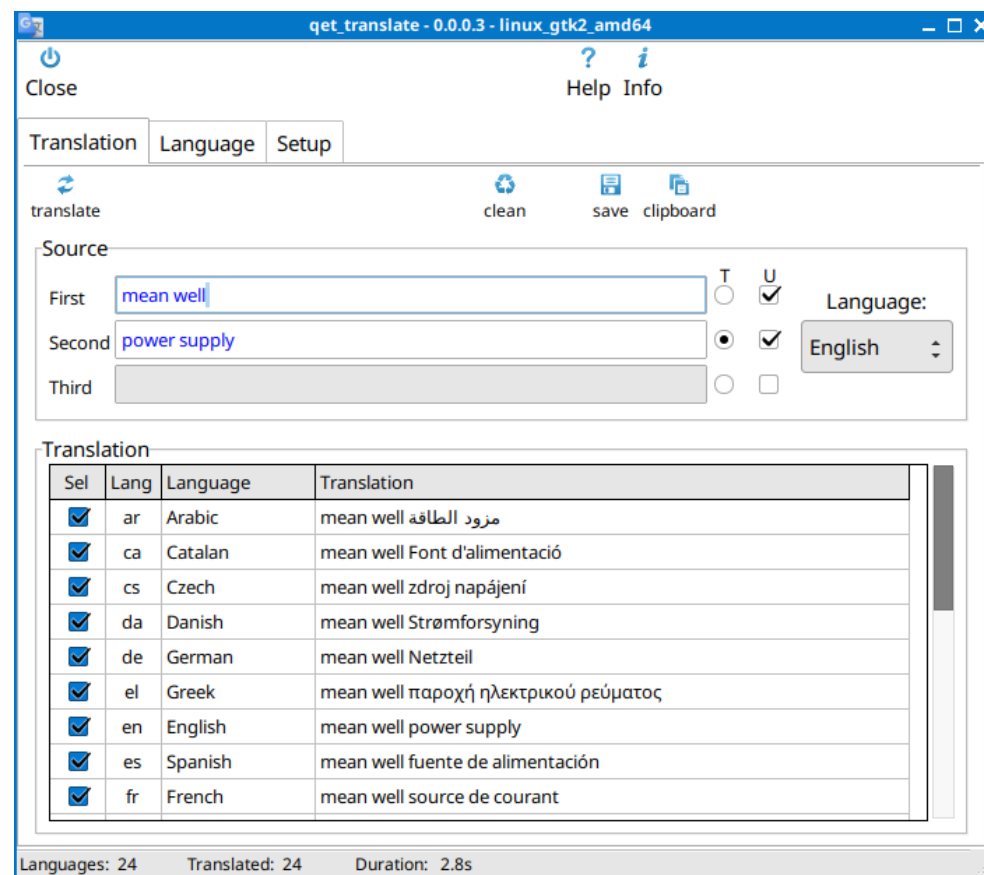 qet_translate - 0.0.0.3 - linux_gtk2_amd64
Close
Help Info
Translation Language Setup
translate clean save clipboard
Source
T U
First mean well
Language:
Second power supply
English
Third
Translation
Sel Lang Language Translation
ar Arabic mean well مزود الطاقة
ca Catalan mean well Font d'alimentació
cs Czech mean well zdroj napájení
da Danish mean well Strømforsyning
de German mean well Netzteil
el Greek mean well παροχή ηλεκτρικού ρεύματος
en English mean well power supply
es Spanish mean well fuente de alimentación
fr French mean well source de courant
Languages: 24 Translated: 24 Duration: 2.8s